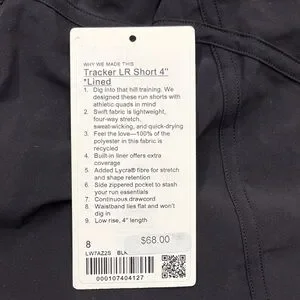 WHY WE MADE THIS
Tracker LR Short 4"
*Lined
1. Dig into that hill training. We
designed these run shorts with
athletic quads in mind
2. Swift fabric is lightweight,
four-way stretch,
sweat-wicking, and quick-drying
3. Feel the love—100% of the
polyester in this fabric is
recycled
4. Built-in liner offers extra
coverage
5. Added Lycra® fibre for stretch
and shape retention
6. Side zippered pocket to stash
your run essentials
7. Continuous drawcord
8. Waistband lies flat and won't
dig in
9. Low rise, 4" length
8
$68.00
LW7AZ2S BLK
000107404127